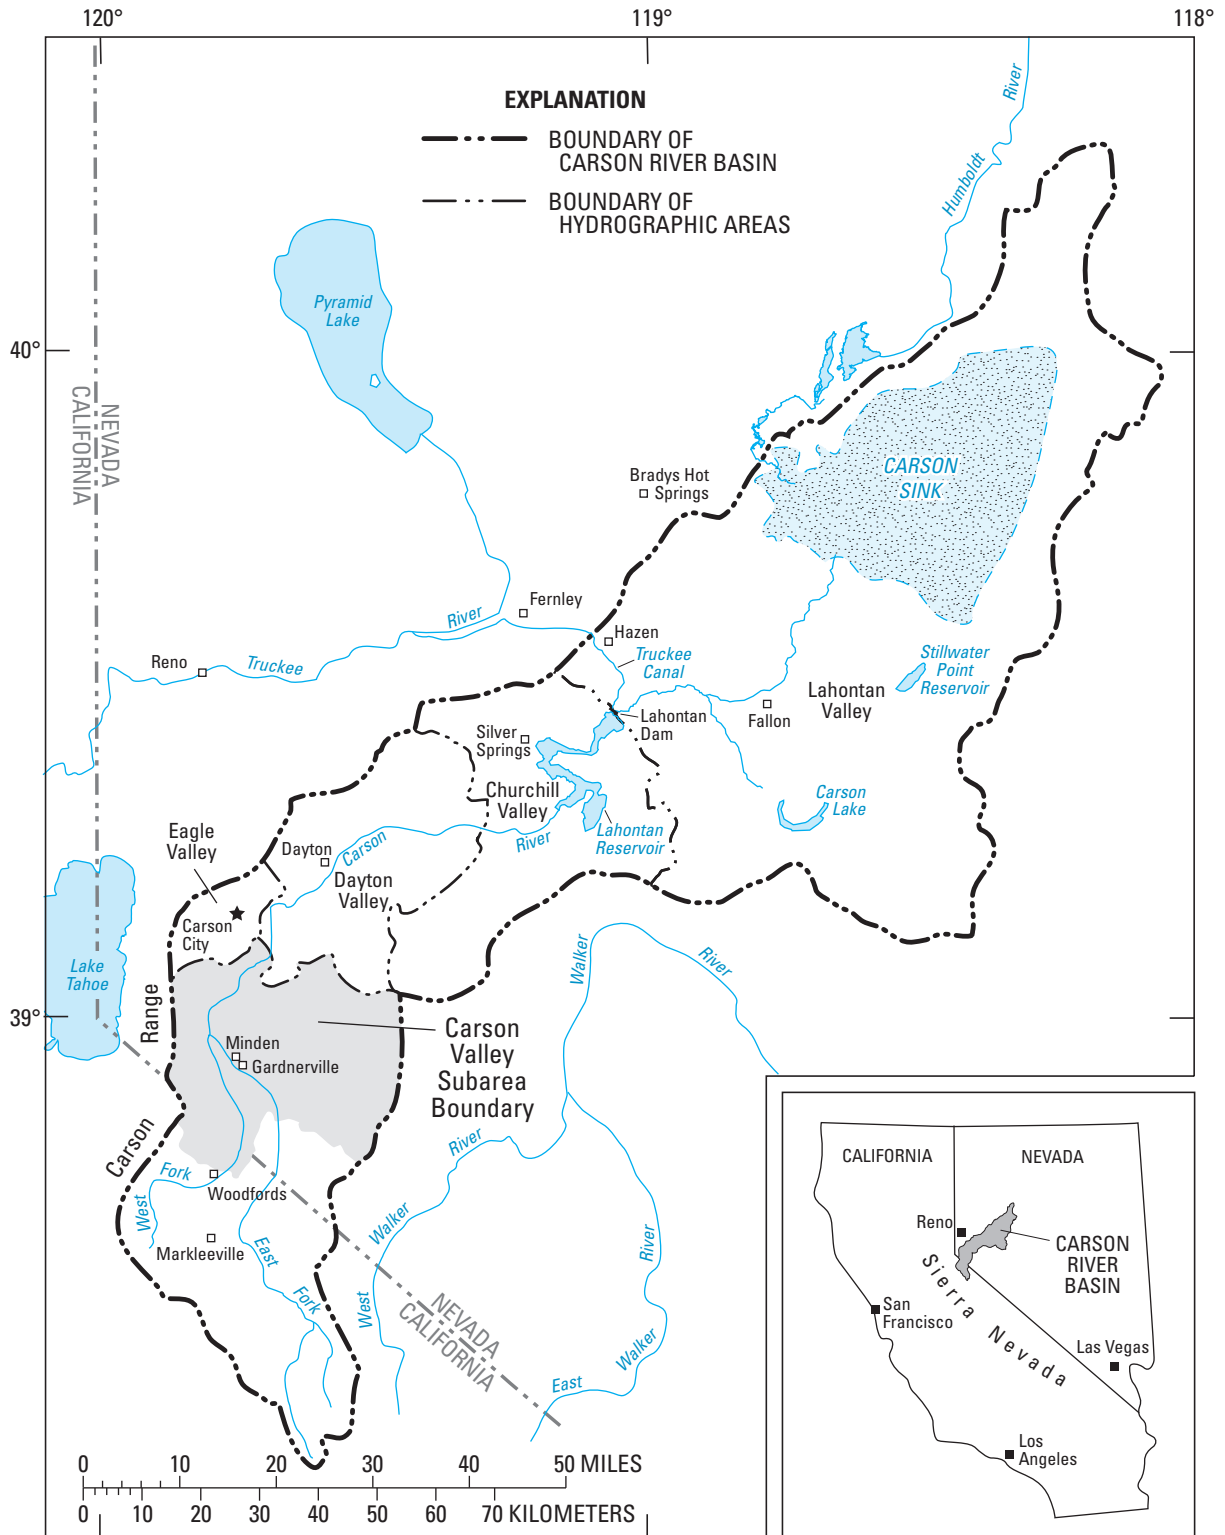 120°
119°
118°
EXPLANATION
BOUNDARY OF
CARSON RIVER BASIN
BOUNDARY OF
HYDROGRAPHIC AREAS
River
Humboldt
Pyramid
Lake
40°
NEVADA
CALIFORNIA
CARSON
SINK
Bradys Hot
Springs
Fernley
River
Hazen
Reno
Truckee
Truckee
Canal
Stillwater
Point
Reservoir
Lahontan
Valley
Silver
Springs
Lahontan
Dam
Fallon
Churchill
Valley
Carson
Lake
Eagle
Valley
Dayton
Carson
River
Lahontan
Reservoir
Dayton
Valley
Carson
City
Lake
Tahoe
Walker
River
39°
Range
Minden
Gardnerville
Carson
Valley
Subarea
Boundary
Carson
River
Fork
Woodfords
West
Walker
River
Markleeville
East
Fork
West
NEVADA
CALIFORNIA
Walker
East
CALIFORNIA
NEVADA
Reno
CARSON
RIVER
BASIN
Sierra Nevada
San
Francisco
Las Vegas
Los
Angeles
0 10 20 30 40 50 MILES
0 10 20 30 40 50 60 70 KILOMETERS